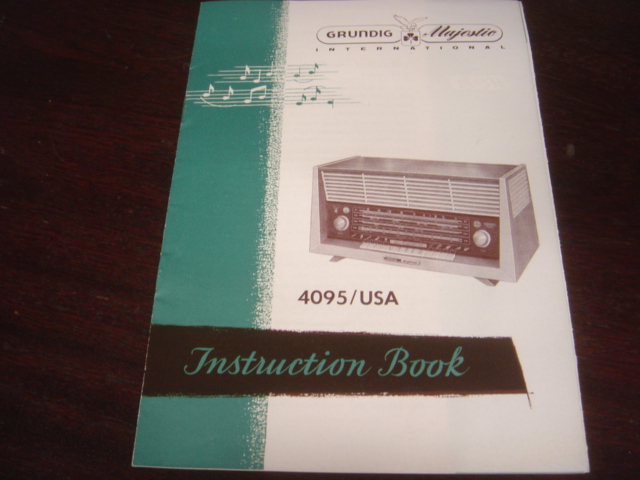 GRUNDIG Majestic
INTERNATIONAL
4095/USA
Instruction Book